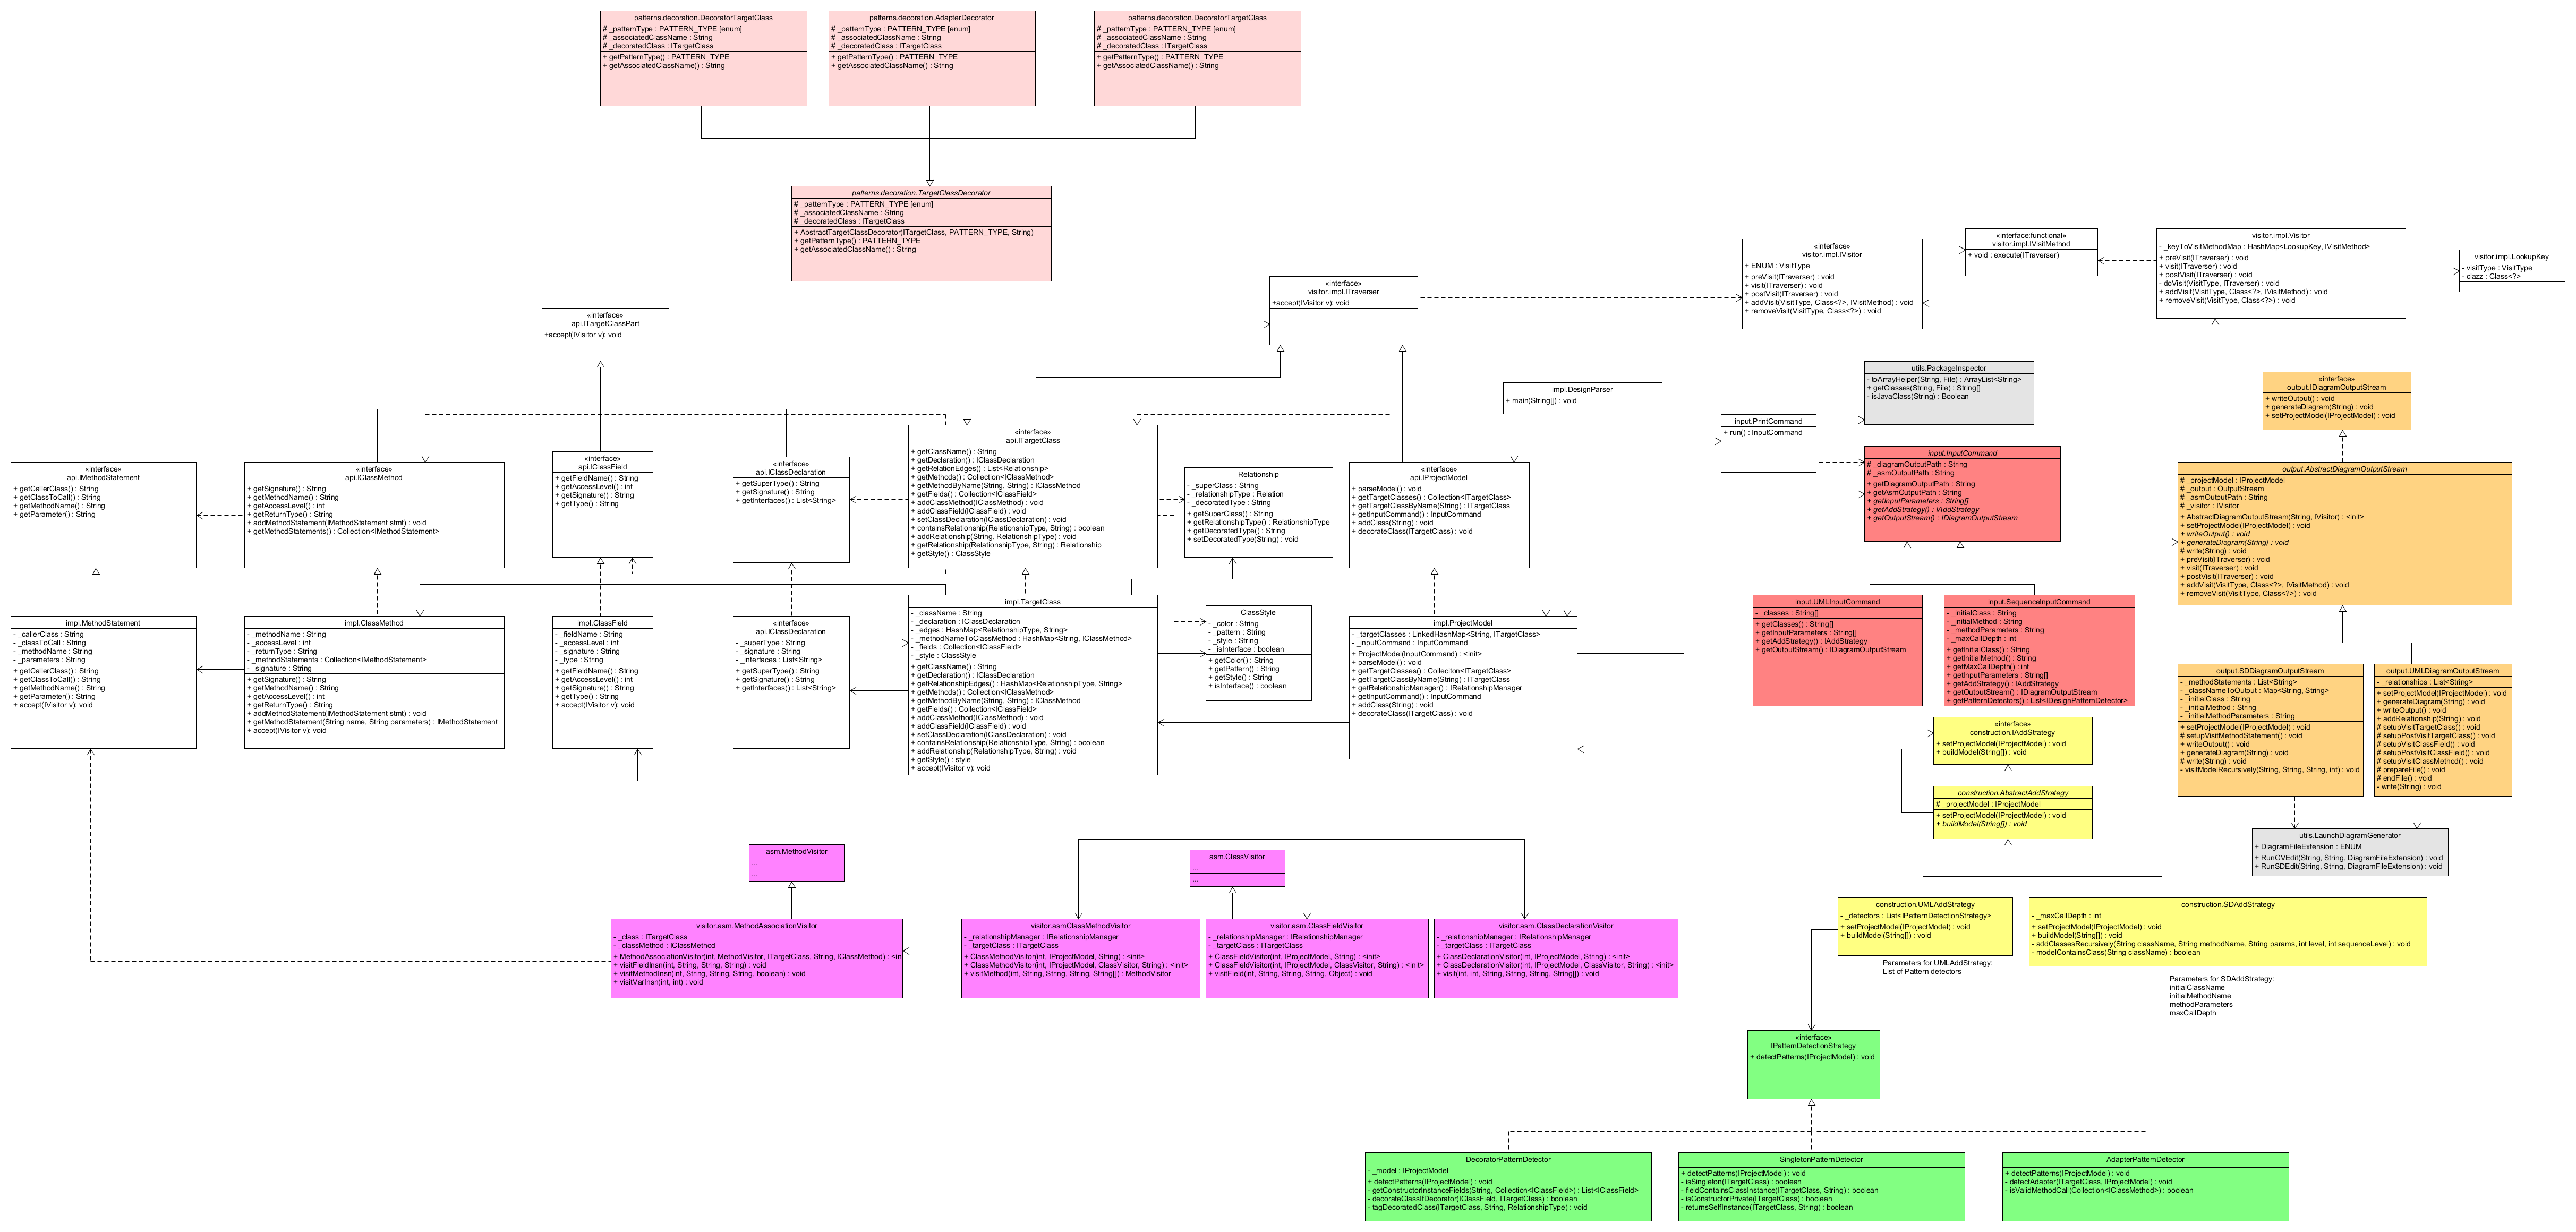 patterns.decoration.DecoratorTargetClass
# _patternType : PATTERN_TYPE [enum]
# _associatedClassName : String
# _decoratedClass : ITargetClass
+ getPatternType() : PATTERN_TYPE
+ getAssociatedClassName() : String
patterns.decoration.AdapterDecorator
# _patternType : PATTERN_TYPE [enum]
# _associatedClassName : String
# _decoratedClass : ITargetClass
+ getPatternType() : PATTERN_TYPE
+ getAssociatedClassName() : String
patterns.decoration.DecoratorTargetClass
# _patternType : PATTERN_TYPE [enum]
# _associatedClassName : String
# _decoratedClass : ITargetClass
+ getPatternType() : PATTERN_TYPE
+ getAssociatedClassName() : String
patterns.decoration.TargetClassDecorator
# _patternType : PATTERN_TYPE [enum]
# _associatedClassName : String
# _decoratedClass : ITargetClass
+ AbstractTargetClassDecorator(ITargetClass, PATTERN_TYPE, String)
+ getPatternType() : PATTERN_TYPE
+ getAssociatedClassName() : String
«interface»
visitor.impl.ITraverser
+accept(IVisitor v): void
«interface»
visitor.impl.IVisitor
+ ENUM : VisitType
+ preVisit(ITraverser) : void
+ visit(ITraverser) : void
+ postVisit(ITraverser) : void
+ addVisit(VisitType, Class<?>, IVisitMethod) : void
+ removeVisit(VisitType, Class<?>) : void
«interface:functional»
visitor.impl.IVisitMethod
+ void : execute(ITraverser)
visitor.impl.Visitor
- _keyToVisitMethodMap : HashMap<LookupKey, IVisitMethod>
+ preVisit(ITraverser) : void
+ visit(ITraverser) : void
+ postVisit(ITraverser) : void
- doVisit(VisitType, ITraverser) : void
+ addVisit(VisitType, Class<?>, IVisitMethod) : void
+ removeVisit(VisitType, Class<?>) : void
visitor.impl.LookupKey
- visitType : VisitType
- clazz : Class<?>
«interface»
api.ITargetClassPart
+accept(IVisitor v): void
impl.DesignParser
+ main(String[]) : void
utils.PackageInspector
- toArrayHelper(String, File) : ArrayList<String>
+ getClasses(String, File) : String[]
- isJavaClass(String) : Boolean
«interface»
output.IDiagramOutputStream
+ writeOutput() : void
+ generateDiagram(String) : void
+ setProjectModel(IProjectModel) : void
input.PrintCommand
+ run() : InputCommand
«interface»
api.IMethodStatement
+ getCallerClass() : String
+ getClassToCall() : String
+ getMethodName() : String
+ getParameter() : String
«interface»
api.IClassMethod
+ getSignature() : String
+ getMethodName() : String
+ getAccessLevel() : int
+ getReturnType() : String
+ addMethodStatement(IMethodStatement stmt) : void
+ getMethodStatements() : Collection<IMethodStatement>
«interface»
api.IClassField
+ getFieldName() : String
+ getAccessLevel() : int
+ getSignature() : String
+ getType() : String
«interface»
api.IClassDeclaration
+ getSuperType() : String
+ getSignature() : String
+ getInterfaces() : List<String>
«interface»
api.ITargetClass
+ getClassName() : String
+ getDeclaration() : IClassDeclaration
+ getRelationEdges() : List<Relationship>
+ getMethods() : Collection<IClassMethod>
+ getMethodByName(String, String) : IClassMethod
+ getFields() : Collection<IClassField>
+ addClassMethod(IClassMethod) : void
+ addClassField(IClassField) : void
+ setClassDeclaration(IClassDeclaration) : void
+ containsRelationship(RelationshipType, String) : boolean
+ addRelationship(String, RelationshipType) : void
+ getRelationship(RelationshipType, String) : Relationship
+ getStyle() : ClassStyle
Relationship
- _superClass : String
- _relationshipType : Relation
- _decoratedType : String
+ getSuperClass() : String
+ getRelationshipType() : RelationshipType
+ getDecoratedType() : String
+ setDecoratedType(String) : void
«interface»
api.IProjectModel
+ parseModel() : void
+ getTargetClasses() : Collection<ITargetClass>
+ getTargetClassByName(String) : ITargetClass
+ getInputCommand() : InputCommand
+ addClass(String) : void
+ decorateClass(ITargetClass) : void
input.InputCommand
# _diagramOutputPath : String
# _asmOutputPath : String
+ getDiagramOutputPath() : String
+ getAsmOutputPath() : String
+ getInputParameters : String[]
+ getAddStrategy() : IAddStrategy
+ getOutputStream() : IDiagramOutputStream
output.AbstractDiagramOutputStream
# _projectModel : IProjectModel
# _output : OutputStream
# _asmOutputPath : String
# _visitor : IVisitor
+ AbstractDiagramOutputStream(String, IVisitor) : <init>
+ setProjectModel(IProjectModel) : void
+ writeOutput() : void
+ generateDiagram(String) : void
# write(String) : void
+ preVisit(ITraverser) : void
+ visit(ITraverser) : void
+ postVisit(ITraverser) : void
+ addVisit(VisitType, Class<?>, IVisitMethod) : void
+ removeVisit(VisitType, Class<?>) : void
impl.MethodStatement
- _callerClass : String
- _classToCall : String
- _methodName : String
- _parameters : String
+ getCallerClass() : String
+ getClassToCall() : String
+ getMethodName() : String
+ getParameter() : String
+ accept(IVisitor v) : void
impl.ClassMethod
- _methodName : String
- _accessLevel : int
- _returnType : String
- _methodStatements : Collection<IMethodStatement>
- _signature : String
+ getSignature() : String
+ getMethodName() : String
+ getAccessLevel() : int
+ getReturnType() : String
+ addMethodStatement(IMethodStatement stmt) : void
+ getMethodStatement(String name, String parameters) : IMethodStatement
+ accept(IVisitor v): void
impl.ClassField
- _fieldName : String
- _accessLevel : int
- _signature : String
- _type : String
+ getFieldName() : String
+ getAccessLevel() : int
+ getSignature() : String
+ getType() : String
+ accept(IVisitor v) : void
«interface»
api.IClassDeclaration
- _superType : String
- _signature : String
- _interfaces : List<String>
+ getSuperType() : String
+ getSignature() : String
+ getInterfaces() : List<String>
impl.TargetClass
- _className : String
- _declaration : IClassDeclaration
- _edges : HashMap<RelationshipType, String>
- _methodNameToClassMethod : HashMap<String, IClassMethod>
- _fields : Collection<IClassField>
- _style : ClassStyle
+ getClassName() : String
+ getDeclaration() : IClassDeclaration
+ getRelationshipEdges() : HashMap<RelationshipType, String>
+ getMethods() : Collection<IClassMethod>
+ getMethodByName(String, String) : IClassMethod
+ getFields() : Collection<IClassField>
+ addClassMethod(IClassMethod) : void
+ addClassField(IClassField) : void
+ setClassDeclaration(IClassDeclaration) : void
+ containsRelationship(RelationshipType, String) : boolean
+ addRelationship(RelationshipType, String) : void
+ getStyle() : style
+ accept(IVisitor v): void
ClassStyle
- _color : String
- _pattern : String
- _style : String
- _isInterface : boolean
+ getColor() : String
+ getPattern() : String
+ getStyle() : String
+ isInterface() : boolean
impl.ProjectModel
- _targetClasses : LinkedHashMap<String, ITargetClass>
- _inputCommand : InputCommand
+ ProjectModel(InputCommand) : <init>
+ parseModel() : void
+ getTargetClasses() : Colleciton<ITargetClass>
+ getTargetClassByName(String) : ITargetClass
+ getRelationshipManager() : IRelationshipManager
+ getInputCommand() : InputCommand
+ addClass(String) : void
+ decorateClass(ITargetClass) : void
input.UMLInputCommand
- _classes : String[]
+ getClasses() : String[]
+ getInputParameters() : String[]
+ getAddStrategy() : IAddStrategy
+ getOutputStream() : IDiagramOutputStream
input.SequenceInputCommand
- _initialClass : String
- _initialMethod : String
- _methodParameters : String
- _maxCallDepth : int
+ getInitialClass() : String
+ getInitialMethod() : String
+ getMaxCallDepth() : int
+ getInputParameters : String[]
+ getAddStrategy() : IAddStrategy
+ getOutputStream() : IDiagramOutputStream
+ getPatternDetectors() : List<IDesignPatternDetector>
output.SDDiagramOutputStream
- _methodStatements : List<String>
- _classNameToOutput : Map<String, String>
- _initialClass : String
- _initialMethod : String
- _initialMethodParameters : String
+ setProjectModel(IProjectModel) : void
# setupVisitMethodStatement() : void
+ writeOutput() : void
+ generateDiagram(String) : void
# write(String) : void
- visitModelRecursively(String, String, String, int) : void
output.UMLDiagramOutputStream
- _relationships : List<String>
+ setProjectModel(IProjectModel) : void
+ generateDiagram(String) : void
+ writeOutput() : void
+ addRelationship(String) : void
# setupVisitTargetClass() : void
# setupPostVisitTargetClass() : void
# setupVisitClassField() : void
# setupPostVisitClassField() : void
# setupVisitClassMethod() : void
# prepareFile() : void
# endFile() : void
- write(String) : void
«interface»
construction.IAddStrategy
+ setProjectModel(IProjectModel) : void
+ buildModel(String[]) : void
construction.AbstractAddStrategy
# _projectModel : IProjectModel
+ setProjectModel(IProjectModel) : void
+ buildModel(String[]) : void
utils.LaunchDiagramGenerator
+ DiagramFileExtension : ENUM
+ RunGVEdit(String, String, DiagramFileExtension) : void
+ RunSDEdit(String, String, DiagramFileExtension) : void
asm.MethodVisitor
...
...
asm.ClassVisitor
...
...
visitor.asm.MethodAssociationVisitor
- _class : ITargetClass
- _classMethod : IClassMethod
+ MethodAssociationVisitor(int, MethodVisitor, ITargetClass, String, IClassMethod) : <ini
+ visitFieldInsn(int, String, String, String) : void
+ visitMethodInsn(int, String, String, String, boolean) : void
+ visitVarInsn(int, int) : void
visitor.asmClassMethodVisitor
- _relationshipManager : IRelationshipManager
- _targetClass : ITargetClass
+ ClassMethodVisitor(int, IProjectModel, String) : <init>
+ ClassMethodVisitor(int, IProjectModel, ClassVisitor, String) : <init>
+ visitMethod(int, String, String, String, String[]) : MethodVisitor
visitor.asm.ClassFieldVisitor
- _relationshipManager : IRelationshipManager
- _targetClass : ITargetClass
+ ClassFieldVisitor(int, IProjectModel, String) : <init>
+ ClassMethodVisitor(int, IProjectModel, ClassVisitor, String) : <init>
+ visitField(int, String, String, String, Object) : void
visitor.asm.ClassDeclarationVisitor
- _relationshipManager : IRelationshipManager
- _targetClass : ITargetClass
+ ClassDeclarationVisitor(int, IProjectModel, String) : <init>
+ ClassDeclarationVisitor(int, IProjectModel, ClassVisitor, String) : <init>
+ visit(int, int, String, String, String, String[]) : void
construction.UMLAddStrategy
- _detectors : List<IPatternDetectionStrategy>
+ setProjectModel(IProjectModel) : void
+ buildModel(String[]) : void
Parameters for UMLAddStrategy:
List of Pattern detectors
construction.SDAddStrategy
- _maxCallDepth : int
+ setProjectModel(IProjectModel) : void
+ buildModel(String[]) : void
- addClassesRecursively(String className, String methodName, String params, int level, int sequenceLevel) : void
- modelContainsClass(String className) : boolean
Parameters for SDAddStrategy:
initialClassName
initialMethodName
methodParameters
maxCallDepth
«interface»
IPatternDetectionStrategy
+ detectPatterns(IProjectModel) : void
DecoratorPatternDetector
- _model : IProjectModel
+ detectPatterns(IProjectModel) : void
- getConstructorInstanceFields(String, Collection<IClassField>) : List<IClassField>
- decorateClassIfDecorator(IClassField, ITargetClass) : boolean
- tagDecoratedClass(ITargetClass, String, RelationshipType) : void
SingletonPatternDetector
+ detectPatterns(IProjectModel) : void
- isSingleton(ITargetClass) : boolean
- fieldContainsClassInstance(ITargetClass, String) : boolean
- isConstructorPrivate(ITargetClass) : boolean
- returnsSelfInstance(ITargetClass, String) : boolean
AdapterPatternDetector
+ detectPatterns(IProjectModel) : void
- detectAdapter(ITargetClass, IProjectModel) : void
- isValidMethodCall(Collection<IClassMethod>) : boolean